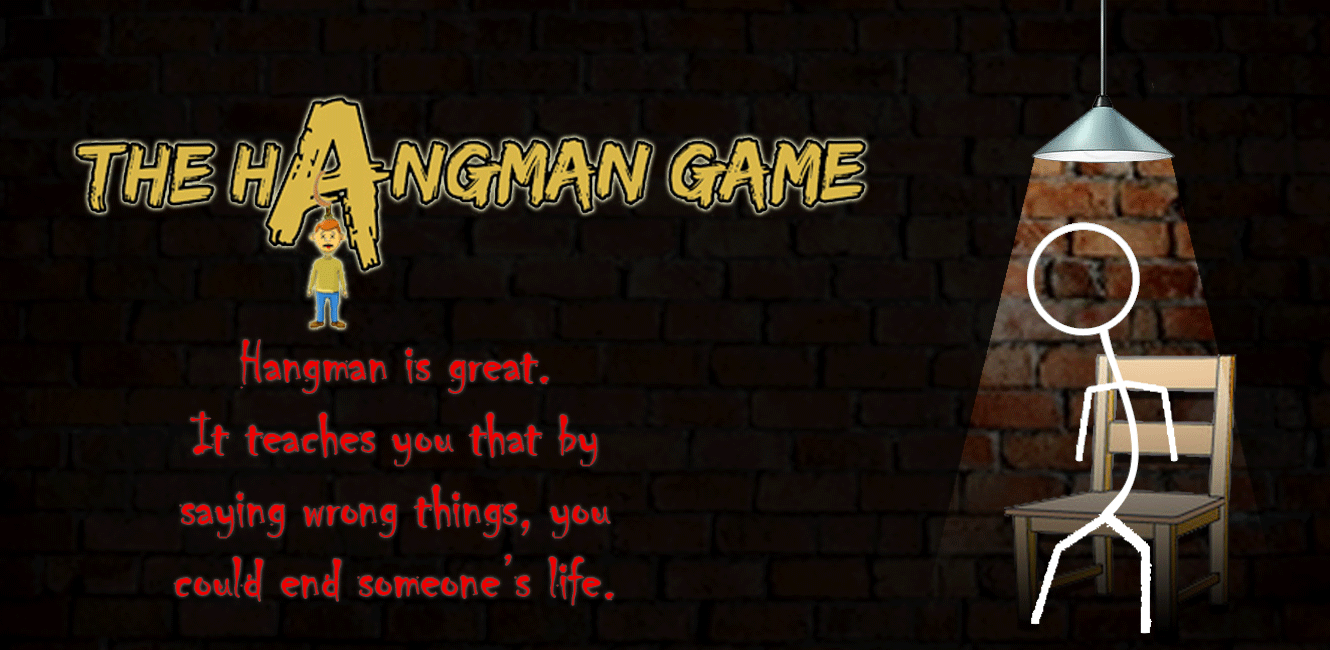 THE HANGMAN GAME
Hangman is great.
It teaches you that by
saying wrong things, you
could end someone's life.